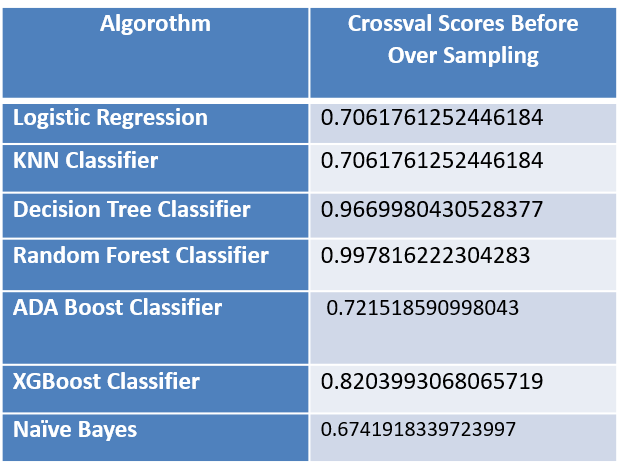 Algorothm
Crossval Scores Before
Over Sampling
Logistic Regression
0.7061761252446184
KNN Classifier
0.7061761252446184
Decision Tree Classifier
0.9669980430528377
Random Forest Classifier
0.997816222304283
ADA Boost Classifier
0.721518590998043
XGBoost Classifier
0.8203993068065719
Naïve Bayes
0.6741918339723997